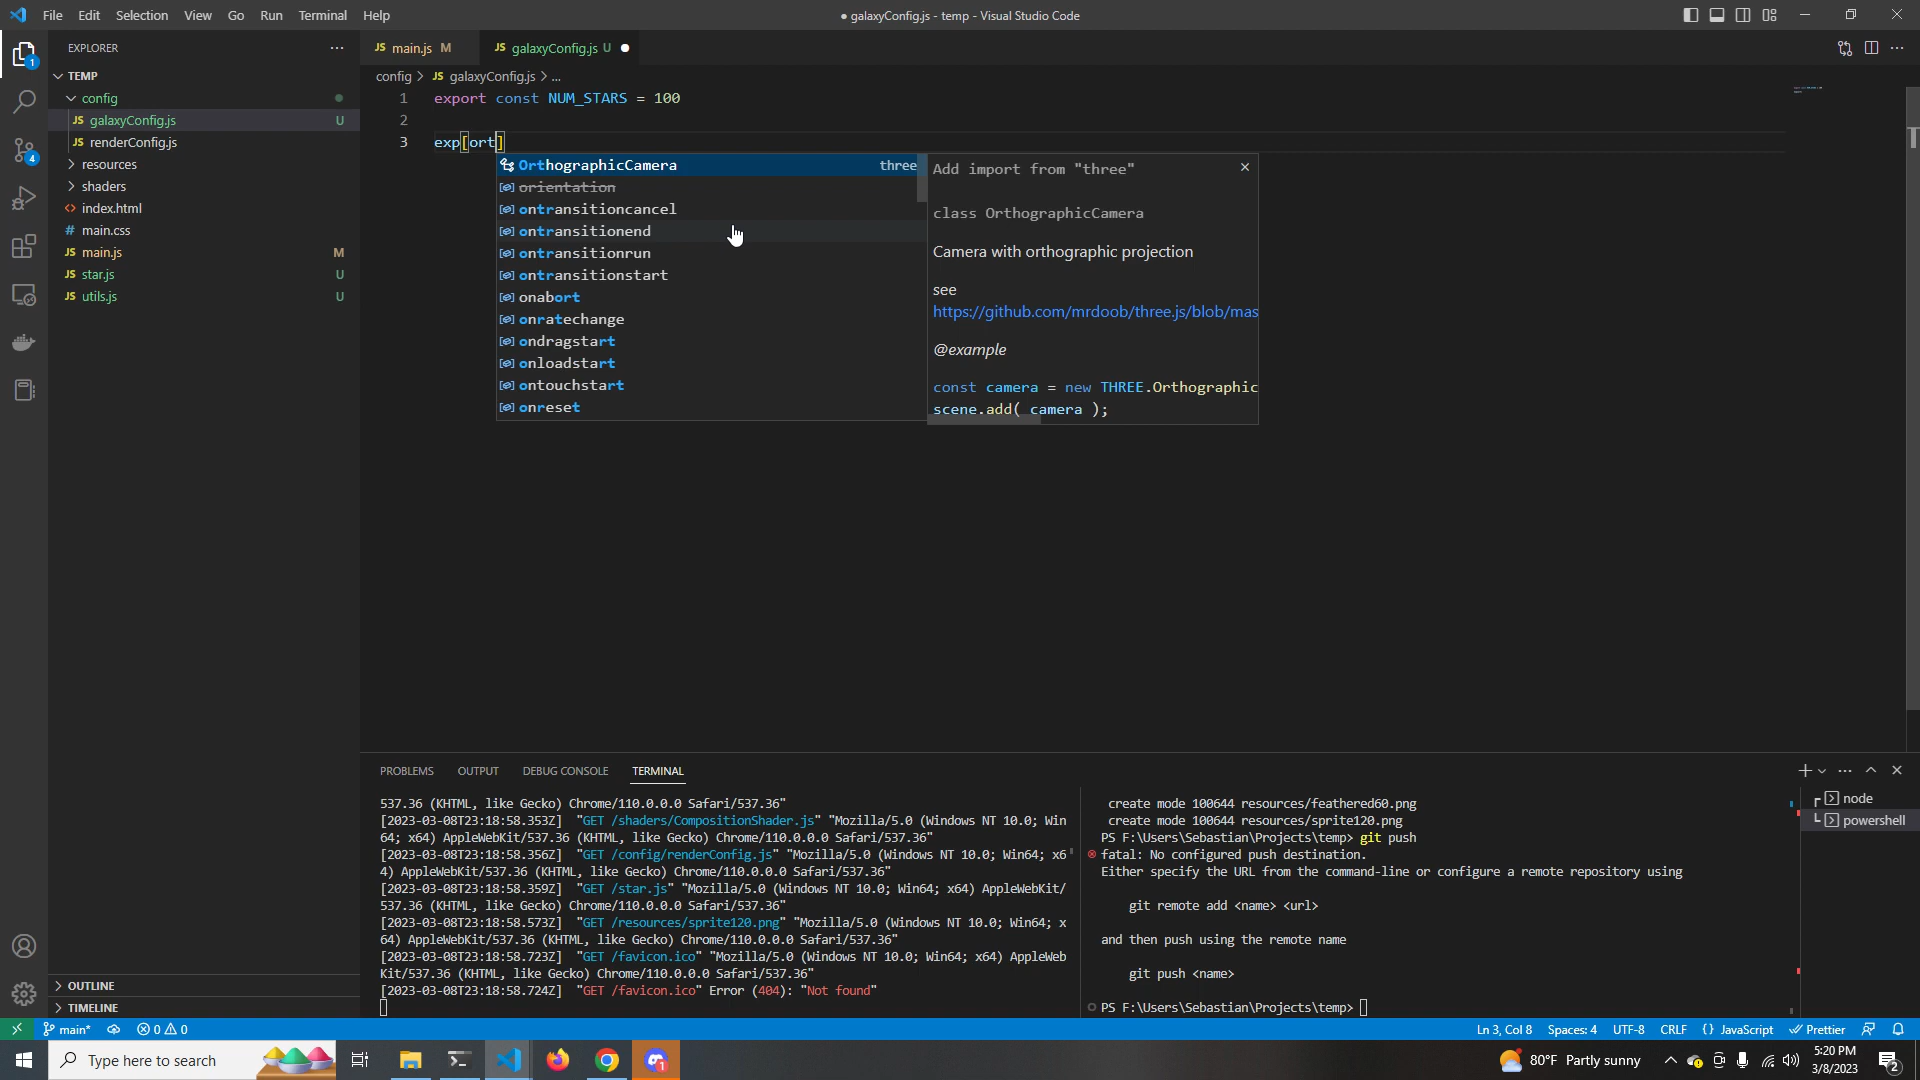 File Edit Selection View Go Run Terminal Help
● galaxyConfig.js - temp - Visual Studio Code
EXPLORER
JS main.js M
JS galaxyConfig.js U
TEMP
config > JS galaxyConfig.js > ...
config
JS galaxyConfig.js U
JS renderConfig.js
resources
shaders
<> index.html
# main.css
JS main.js M
JS star.js U
JS utils.js U
1
4
1 export const NUM_STARS = 100
2
3 exp[ort]
OrthographicCamera three
orientation
ontransitioncancel
ontransitionend
ontransitionrun
ontransitionstart
onabort
onratechange
ondragstart
onloadstart
ontouchstart
onreset
Add import from "three"
class OrthographicCamera
Camera with orthographic projection
see
https://github.com/mrdoob/three.js/blob/mas
@example
const camera = new THREE.Orthographic
scene.add( camera );
PROBLEMS OUTPUT DEBUG CONSOLE TERMINAL
537.36 (KHTML, like Gecko) Chrome/110.0.0.0 Safari/537.36"
[2023-03-08T23:18:58.353Z] "GET /shaders/CompositionShader.js" "Mozilla/5.0 (Windows NT 10.0; Win
64; x64) AppleWebKit/537.36 (KHTML, like Gecko) Chrome/110.0.0.0 Safari/537.36"
[2023-03-08T23:18:58.356Z] "GET /config/renderConfig.js" "Mozilla/5.0 (Windows NT 10.0; Win64; x6
4) AppleWebKit/537.36 (KHTML, like Gecko) Chrome/110.0.0.0 Safari/537.36"
[2023-03-08T23:18:58.359Z] "GET /star.js" "Mozilla/5.0 (Windows NT 10.0; Win64; x64) AppleWebKit/
537.36 (KHTML, like Gecko) Chrome/110.0.0.0 Safari/537.36"
[2023-03-08T23:18:58.573Z] "GET /resources/sprite120.png" "Mozilla/5.0 (Windows NT 10.0; Win64; x
64) AppleWebKit/537.36 (KHTML, like Gecko) Chrome/110.0.0.0 Safari/537.36"
[2023-03-08T23:18:58.723Z] "GET /favicon.ico" "Mozilla/5.0 (Windows NT 10.0; Win64; x64) AppleWeb
Kit/537.36 (KHTML, like Gecko) Chrome/110.0.0.0 Safari/537.36"
[2023-03-08T23:18:58.724Z] "GET /favicon.ico" Error (404): "Not found"
create mode 100644 resources/feathered60.png
create mode 100644 resources/sprite120.png
PS F:\Users\Sebastian\Projects\temp> git push
fatal: No configured push destination.
Either specify the URL from the command-line or configure a remote repository using
git remote add <name> <url>
and then push using the remote name
git push <name>
PS F:\Users\Sebastian\Projects\temp>
node
powershell
OUTLINE
TIMELINE
main* 0 0
Ln 3, Col 8 Spaces: 4 UTF-8 CRLF {} JavaScript Prettier
Type here to search
1
80°F Partly sunny
5:20 PM
3/8/2023
2